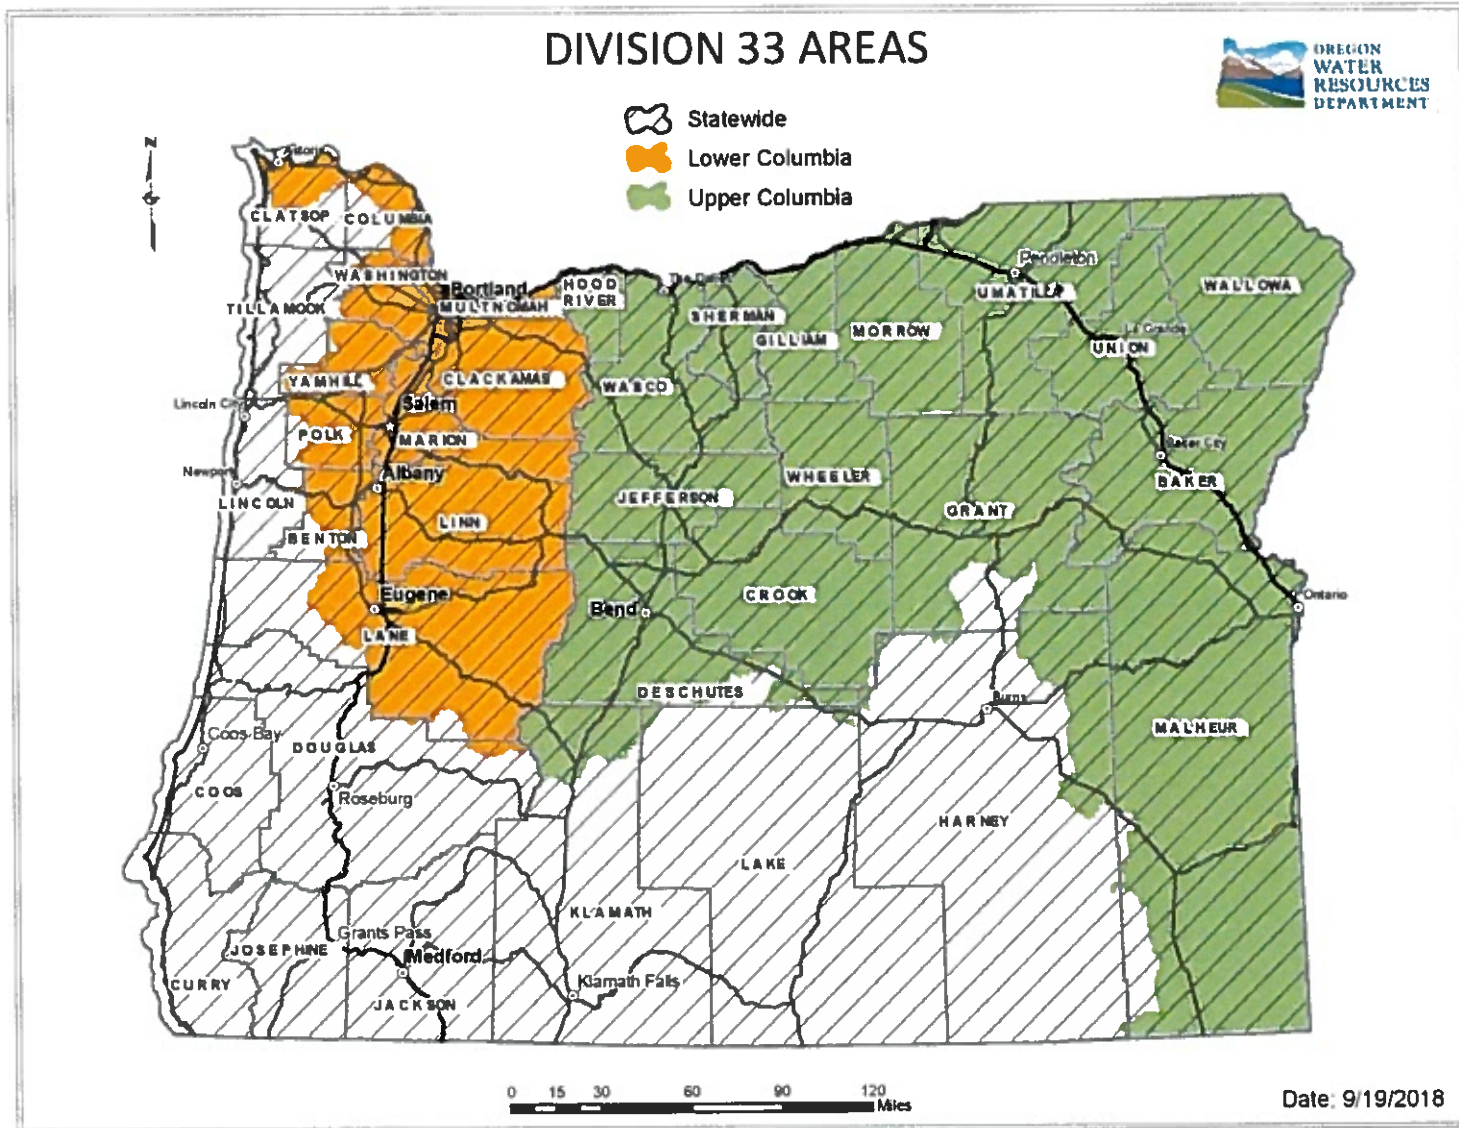 DIVISION 33 AREAS
OREGON
WATER
RESOURCES
DEPARTMENT
Statewide
Lower Columbia
Upper Columbia
N
Astoria
CLATSOP
COLUMBIA
WASHINGTON
Portland
MULTNOMAH
HOOD
RIVER
The Dalles
Pendleton
TILLAMOOK
SHERMAN
UMATILLA
WALLOWA
GILLIAM
MORROW
La Grande
UNION
YAMHILL
CLACKAMAS
WASCO
Lincoln City
Salem
POLK
MARION
Baker City
Newport
Albany
LINCOLN
JEFFERSON
WHEELER
BAKER
BENTON
LINN
GRANT
Eugene
Bend
CROOK
Ontario
LANE
DESCHUTES
Burns
Coos Bay
DOUGLAS
MALHEUR
COOS
Roseburg
HARNEY
LAKE
KLAMATH
Grants Pass
JOSEPHINE
Medford
CURRY
JACKSON
Klamath Falls
0 15 30 60 90 120
Miles
Date: 9/19/2018